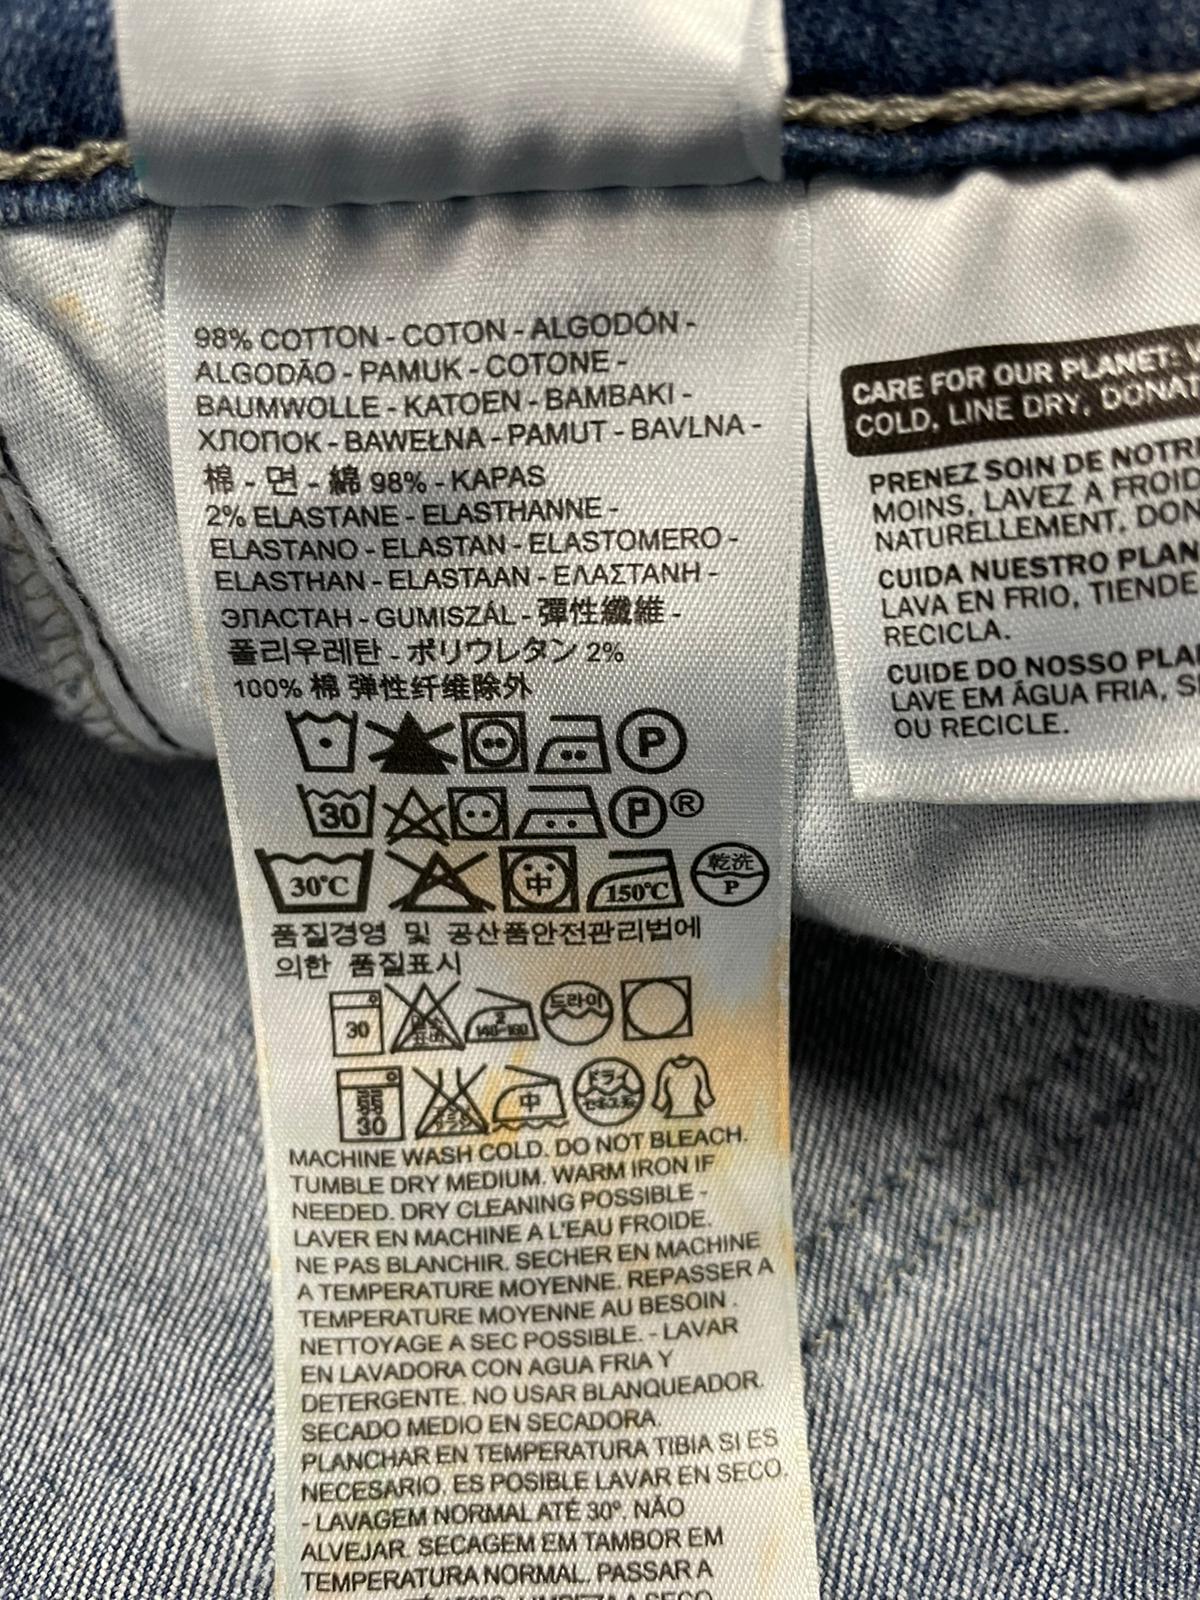 98% COTTON - COTON - ALGODÓN -
ALGODÃO - PAMUK - COTONE -
BAUMWOLLE - KATOEN - BAMBAKI -
ХЛОПОК - BAWEŁNA - PAMUT - BAVLNA -
棉 - 면 - 綿 98% - KAPAS
2% ELASTANE - ELASTHANNE -
ELASTANO - ELASTAN - ELASTOMERO -
ELASTHAN - ELASTAAN - ΕΛΑΣΤΑΝΗ -
ЭЛАСТАН - GUMISZÁL - 彈性纖維 -
폴리우레탄 - ポリウレタン 2%
100% 棉 弹性纤维除外
P
30 P®
30°C 中 150°C 乾洗 P
품질경영 및 공산품안전관리법에
의한 품질표시
30 2 140-160 드라이
30 中 ドライ
MACHINE WASH COLD. DO NOT BLEACH.
TUMBLE DRY MEDIUM. WARM IRON IF
NEEDED. DRY CLEANING POSSIBLE -
LAVER EN MACHINE A L'EAU FROIDE.
NE PAS BLANCHIR. SECHER EN MACHINE
A TEMPERATURE MOYENNE. REPASSER A
TEMPERATURE MOYENNE AU BESOIN .
NETTOYAGE A SEC POSSIBLE. - LAVAR
EN LAVADORA CON AGUA FRIA Y
DETERGENTE. NO USAR BLANQUEADOR.
SECADO MEDIO EN SECADORA.
PLANCHAR EN TEMPERATURA TIBIA SI ES
NECESARIO. ES POSIBLE LAVAR EN SECO.
- LAVAGEM NORMAL ATÉ 30º. NÃO
ALVEJAR. SECAGEM EM TAMBOR EM
TEMPERATURA NORMAL. PASSAR A
CARE FOR OUR PLANET:
COLD, LINE DRY,
PRENEZ SOIN DE
MOINS, LAVEZ A FROID
NATURELLEMENT,
CUIDA NUESTRO
LAVA EN FRIO, TIENDE
RECICLA.
CUIDE DO NOSSO
LAVE EM ÁGUA FRIA,
OU RECICLE.